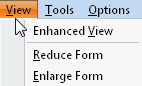 View Tools Options
Enhanced View
Reduce Form
Enlarge Form